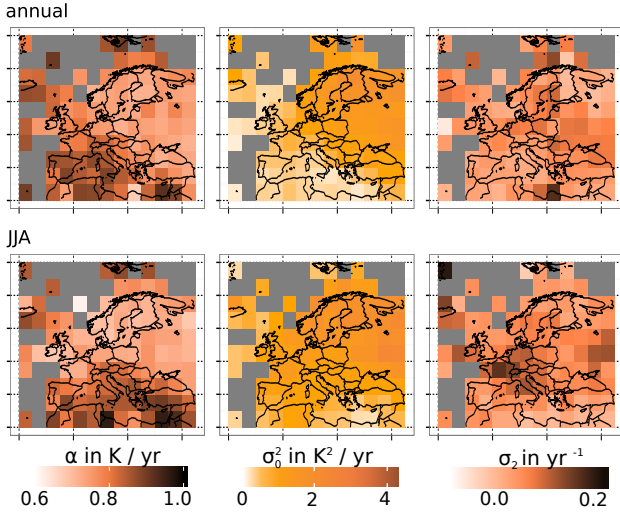 annual
JJA
α in K / yr σ₀² in K² / yr σ₂ in yr ⁻¹
0.6 0.8 1.0 0 2 4 0.0 0.2